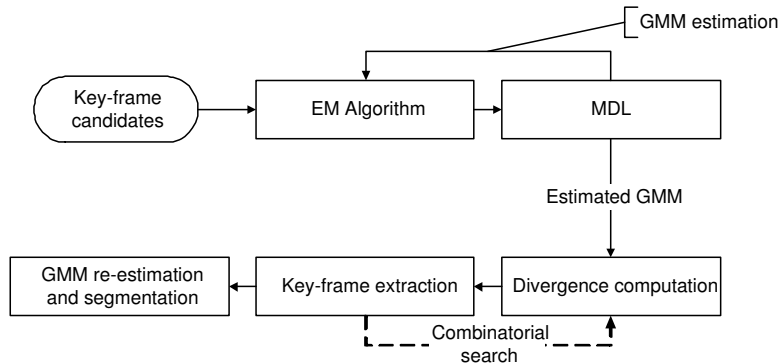 GMM estimation
Key-frame
candidates
EM Algorithm
MDL
Estimated GMM
GMM re-estimation
and segmentation
Key-frame extraction
Divergence computation
Combinatorial
search